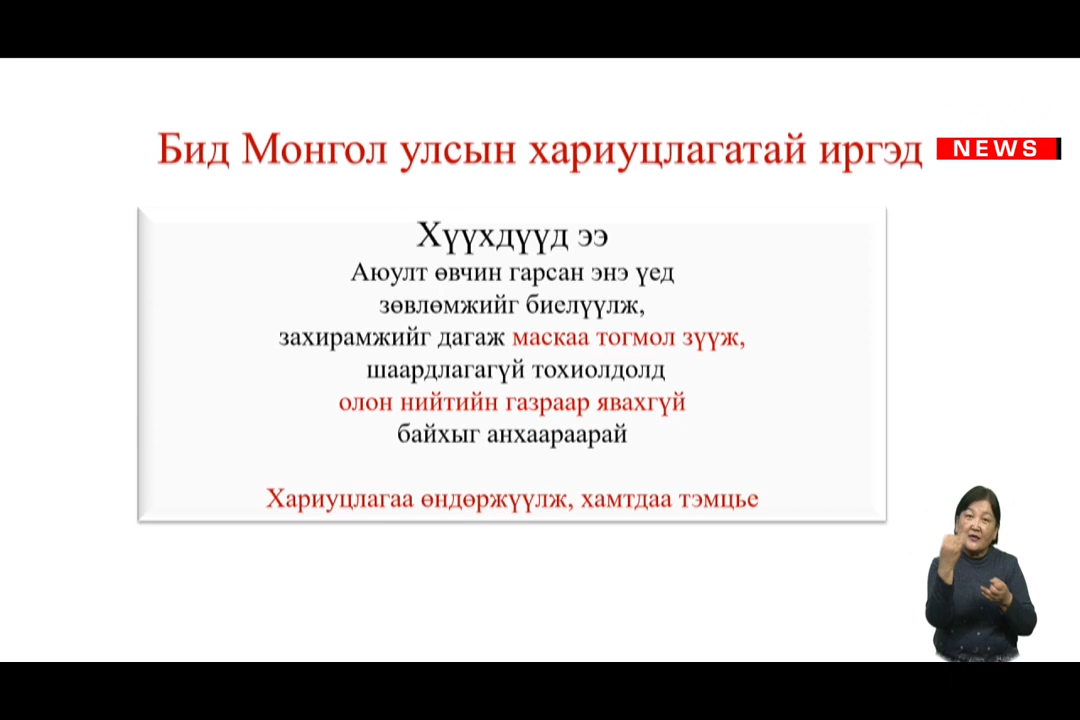 Бид Монгол улсын хариуцлагатай иргэд
NEWS
Хүүхдүүд ээ
Аюулт өвчин гарсан энэ үед
зөвлөмжийг биелүүлж,
захирамжийг дагаж маскаа тогмол зүүж,
шаардлагагүй тохиолдолд
олон нийтийн газраар явахгүй
байхыг анхаараарай
Хариуцлагаа өндөржүүлж, хамтдаа тэмцье